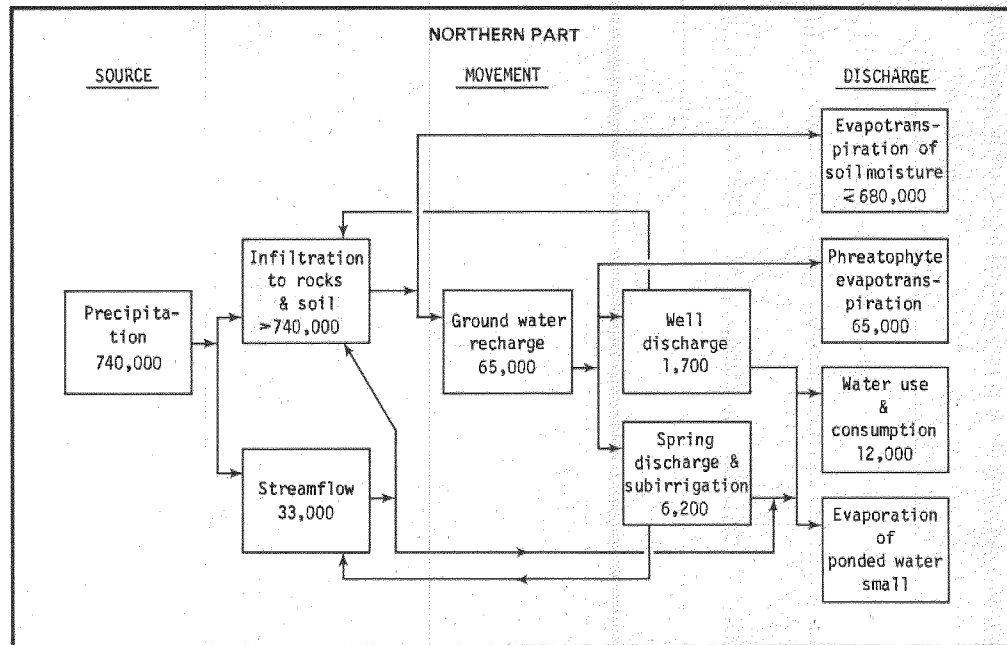 NORTHERN PART
SOURCE
MOVEMENT
DISCHARGE
Evapotrans-
piration of
soil moisture
⋜680,000
Infiltration
to rocks
& soil
⋝740,000
Phreatophyte
evapotrans-
piration
65,000
Precipita-
tion
740,000
Ground water
recharge
65,000
Well
discharge
1,700
Water use
&
consumption
12,000
Streamflow
33,000
Spring
discharge &
subirrigation
6,200
Evaporation
of
ponded water
small